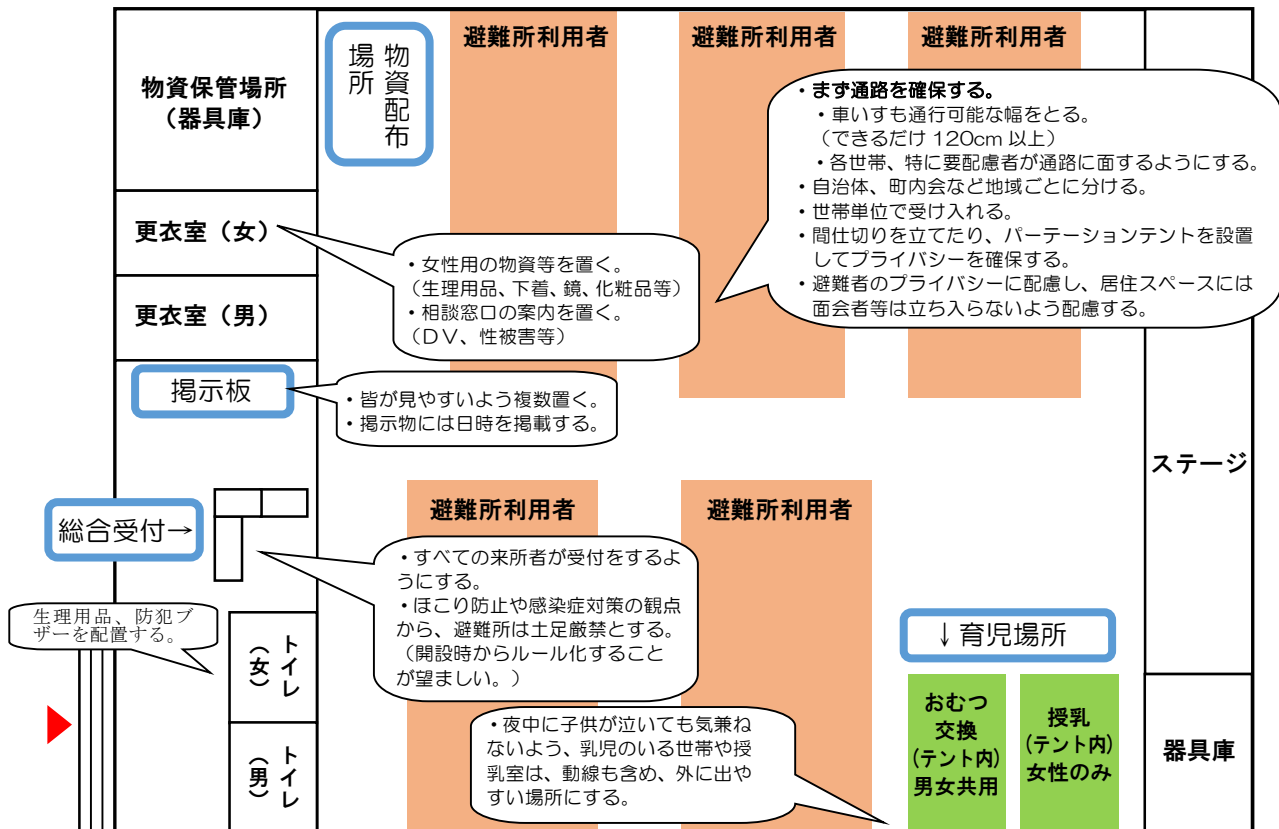 物資保管場所
（器具庫）
物資配布
場所
避難所利用者
避難所利用者
避難所利用者
・まず通路を確保する。
・車いすも通行可能な幅をとる。
（できるだけ 120cm 以上）
・各世帯、特に要配慮者が通路に面するようにする。
・自治体、町内会など地域ごとに分ける。
・世帯単位で受け入れる。
・間仕切りを立てたり、パーテーションテントを設置
してプライバシーを確保する。
・避難者のプライバシーに配慮し、居住スペースには
面会者等は立ち入らないよう配慮する。
更衣室（女）
・女性用の物資等を置く。
（生理用品、下着、鏡、化粧品等）
・相談窓口の案内を置く。
（ＤＶ、性被害等）
更衣室（男）
掲示板
・皆が見やすいよう複数置く。
・掲示物には日時を掲載する。
ステージ
総合受付→
避難所利用者
避難所利用者
・すべての来所者が受付をするよ
うにする。
・ほこり防止や感染症対策の観点
から、避難所は土足厳禁とする。
（開設時からルール化すること
が望ましい。）
生理用品、防犯ブ
ザーを配置する。
トイレ
（女）
↓育児場所
おむつ
交換
(テント内)
男女共用
授乳
(テント内)
女性のみ
器具庫
・夜中に子供が泣いても気兼ね
ないよう、乳児のいる世帯や授
乳室は、動線も含め、外に出や
すい場所にする。
トイレ
（男）